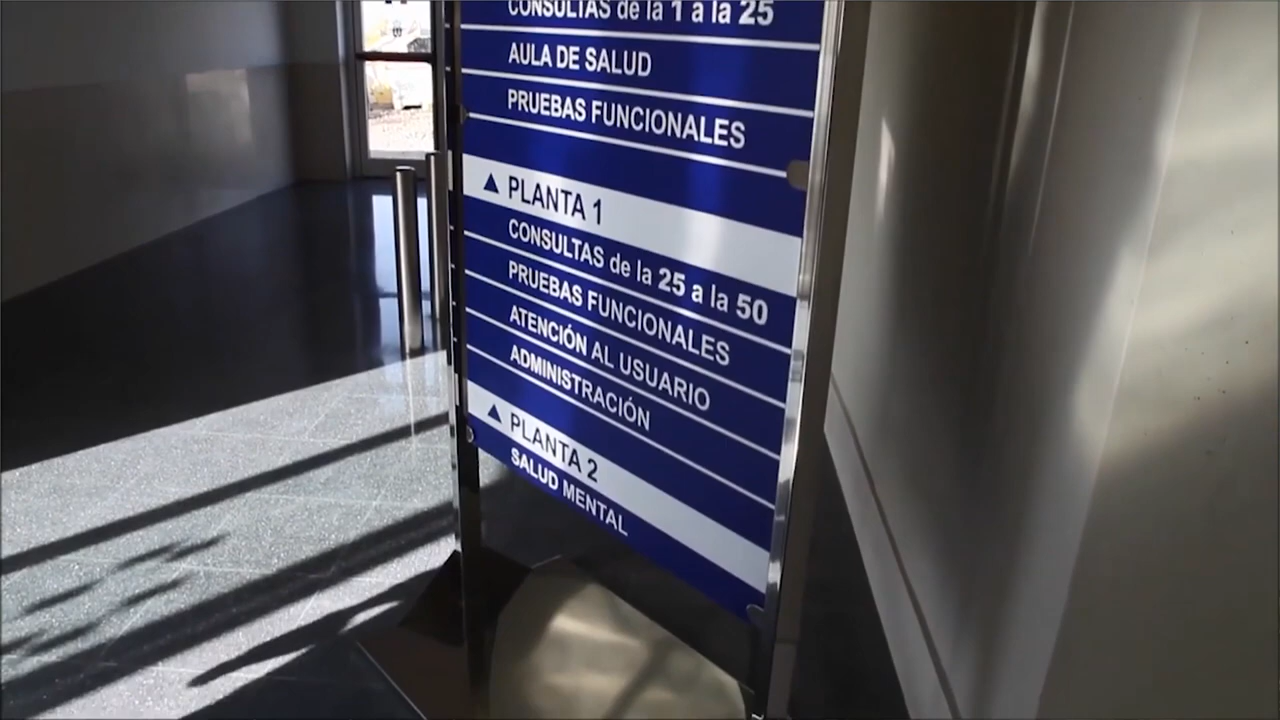 CONSULTAS de la 1 a la 25
AULA DE SALUD
PRUEBAS FUNCIONALES
▲ PLANTA 1
CONSULTAS de la 25 a la 50
PRUEBAS FUNCIONALES
ATENCIÓN AL USUARIO
ADMINISTRACIÓN
▲ PLANTA 2
SALUD MENTAL